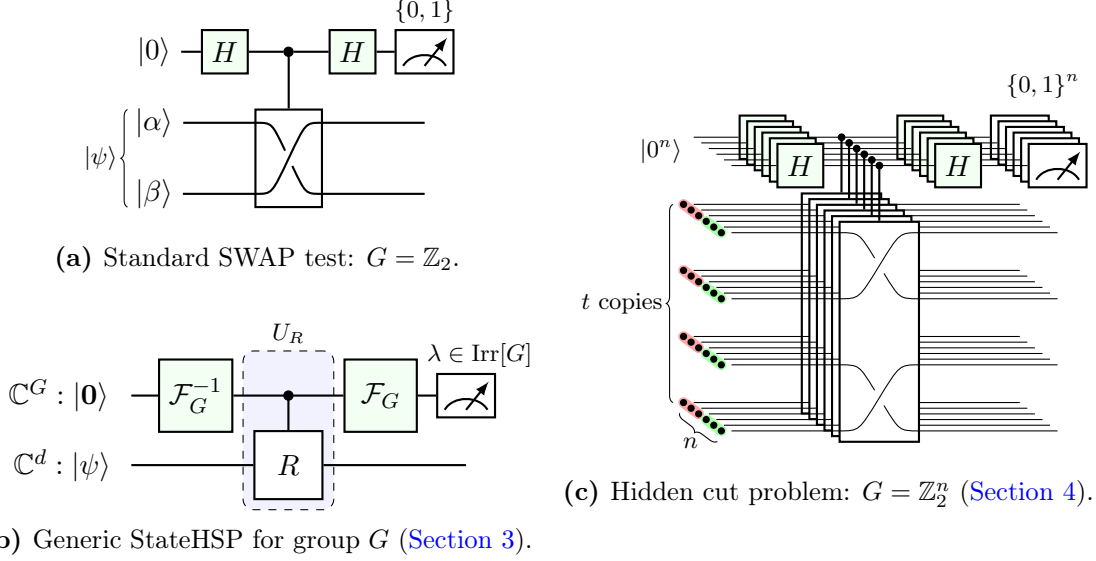 {0, 1}
|0⟩ H H
|α⟩
|ψ⟩
|β⟩
(a) Standard SWAP test: G = ℤ₂.
U_R
λ ∈ Irr[G]
ℂ^G : |𝟎⟩ 𝓕_G^{-1} 𝓕_G
ℂ^d : |ψ⟩ R
b) Generic StateHSP for group G (Section 3).
{0, 1}^n
|0^n⟩ H H
t copies
n
(c) Hidden cut problem: G = ℤ₂^n (Section 4).